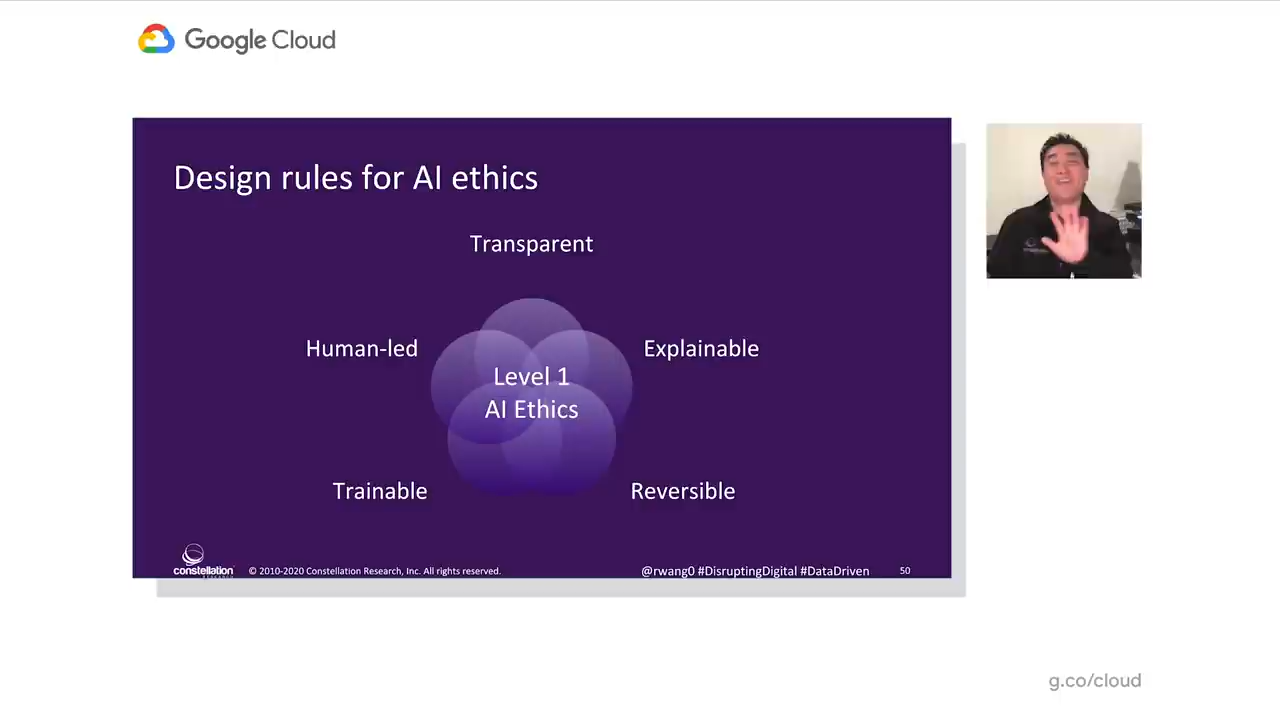 Google Cloud
Design rules for AI ethics
Transparent
Human-led
Explainable
Level 1
AI Ethics
Trainable
Reversible
constellation
RESEARCH
© 2010-2020 Constellation Research, Inc. All rights reserved.
@rwang0 #DisruptingDigital #DataDriven
50
g.co/cloud